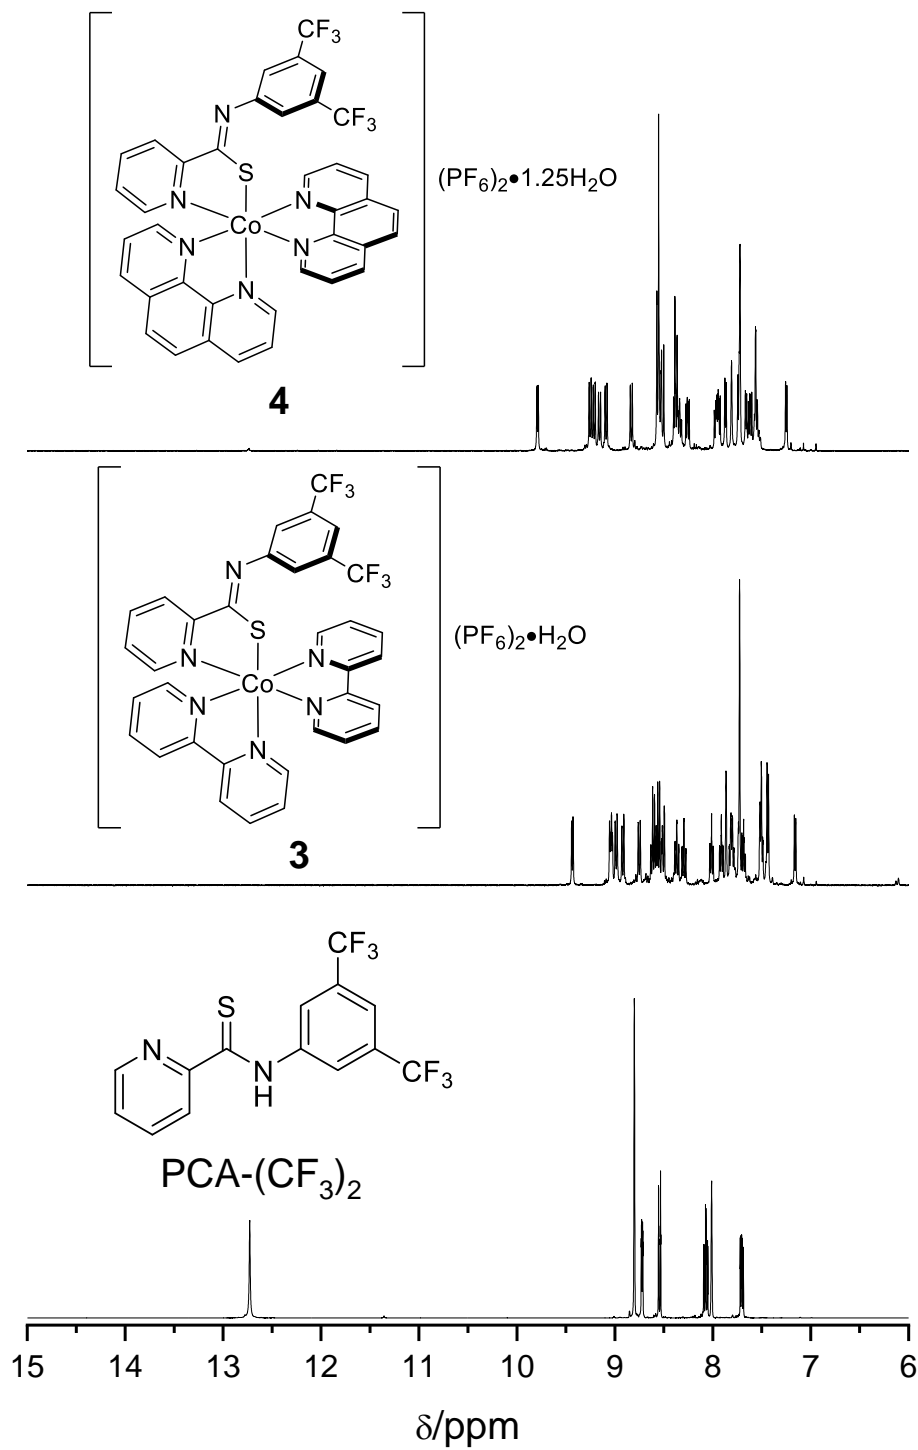 CF3
N
CF3
S
N
N
(PF6)2•1.25H2O
Co
N
N
N
4
CF3
N
CF3
S
N
N
(PF6)2•H2O
Co
N
N
N
3
CF3
S
N
N
H
CF3
PCA-(CF3)2
15 14 13 12 11 10 9 8 7 6
δ/ppm